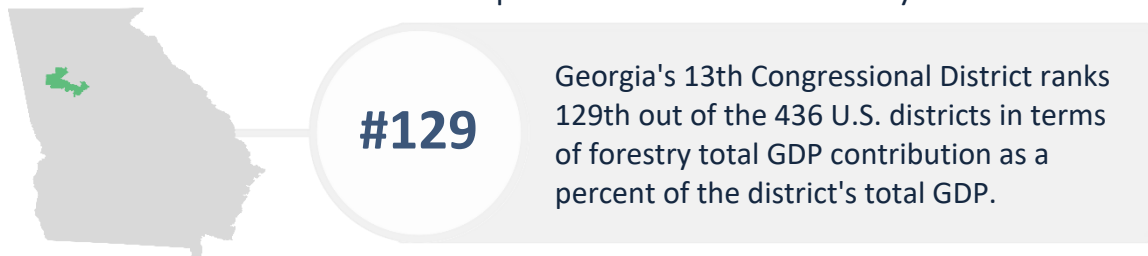 #129
Georgia's 13th Congressional District ranks
129th out of the 436 U.S. districts in terms
of forestry total GDP contribution as a
percent of the district's total GDP.